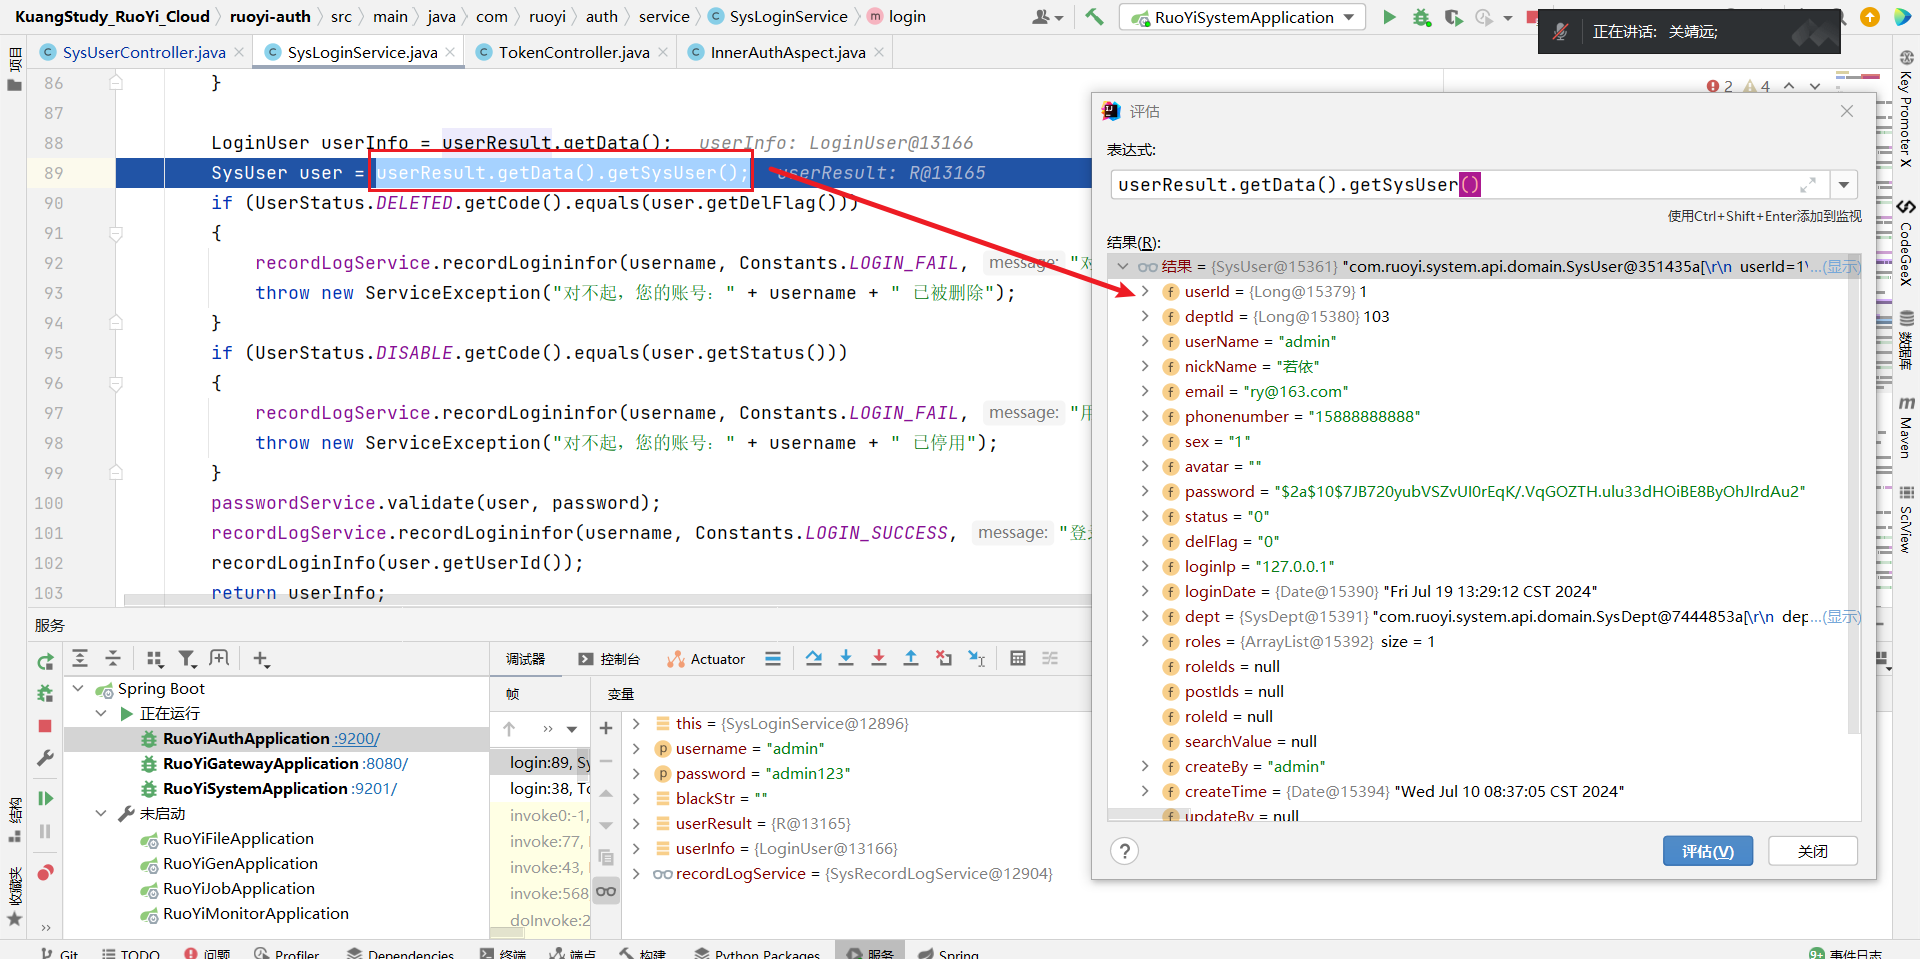 KuangStudy_RuoYi_Cloud ruoyi-auth src main java com ruoyi auth service SysLoginService login
RuoYiSystemApplication
正在讲话: 关靖远;
SysUserController.java SysLoginService.java TokenController.java InnerAuthAspect.java
项目
86 }
87
88 LoginUser userInfo = userResult.getData(); userInfo: LoginUser@13166
89 SysUser user = userResult.getData().getSysUser(); userResult: R@13165
90 if (UserStatus.DELETED.getCode().equals(user.getDelFlag()))
91 {
92 recordLogService.recordLogininfor(username, Constants.LOGIN_FAIL, message: "对
93 throw new ServiceException("对不起，您的账号：" + username + " 已被删除");
94 }
95 if (UserStatus.DISABLE.getCode().equals(user.getStatus()))
96 {
97 recordLogService.recordLogininfor(username, Constants.LOGIN_FAIL, message: "用
98 throw new ServiceException("对不起，您的账号：" + username + " 已停用");
99 }
100 passwordService.validate(user, password);
101 recordLogService.recordLogininfor(username, Constants.LOGIN_SUCCESS, message: "登
102 recordLoginInfo(user.getUserId());
103 return userInfo;
2 4
评估
表达式:
userResult.getData().getSysUser()
使用Ctrl+Shift+Enter添加到监视
结果(R):
结果 = {SysUser@15361} "com.ruoyi.system.api.domain.SysUser@351435a[\r\n userId=1\ ...(显示)
userId = {Long@15379} 1
deptId = {Long@15380} 103
userName = "admin"
nickName = "若依"
email = "ry@163.com"
phonenumber = "15888888888"
sex = "1"
avatar = ""
password = "$2a$10$7JB720yubVSZvUI0rEqK/.VqGOZTH.ulu33dHOiBE8ByOhJIrdAu2"
status = "0"
delFlag = "0"
loginIp = "127.0.0.1"
loginDate = {Date@15390} "Fri Jul 19 13:29:12 CST 2024"
dept = {SysDept@15391} "com.ruoyi.system.api.domain.SysDept@7444853a[\r\n dep ...(显示)
roles = {ArrayList@15392} size = 1
roleIds = null
postIds = null
roleId = null
searchValue = null
createBy = "admin"
createTime = {Date@15394} "Wed Jul 10 08:37:05 CST 2024"
updateBy = null
? 评估(V) 关闭
Key Promoter X
CodeGeeX
数据库
Maven
SciView
服务
调试器 控制台 Actuator
Spring Boot
正在运行
RuoYiAuthApplication :9200/
RuoYiGatewayApplication :8080/
RuoYiSystemApplication :9201/
未启动
RuoYiFileApplication
RuoYiGenApplication
RuoYiJobApplication
RuoYiMonitorApplication
结构
收藏夹
帧
login:89, Sy
login:38, To
invoke0:-1,
invoke:77,
invoke:43,
invoke:568
doInvoke:2
变量
this = {SysLoginService@12896}
username = "admin"
password = "admin123"
blackStr = ""
userResult = {R@13165}
userInfo = {LoginUser@13166}
recordLogService = {SysRecordLogService@12904}
Git TODO 问题 Profiler Dependencies 终端 端点 构建 Python Packages 服务 Spring 9+ 事件日志